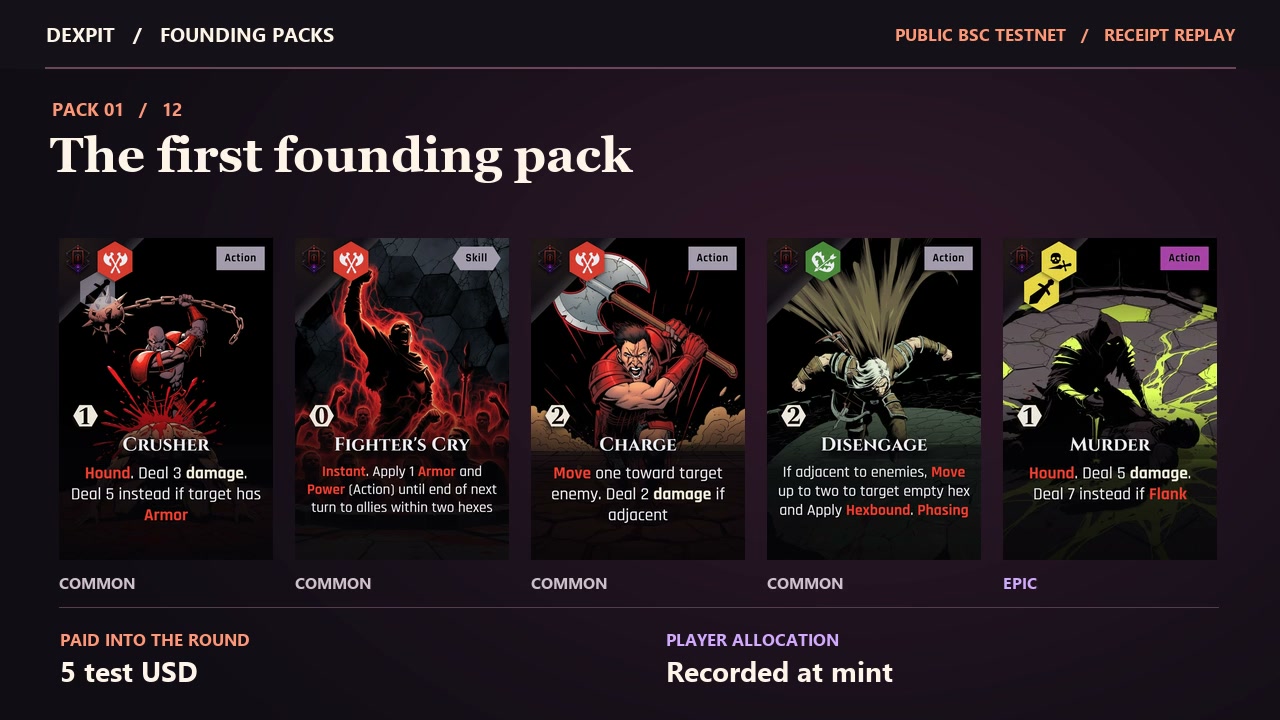 DEXPIT / FOUNDING PACKS
PUBLIC BSC TESTNET / RECEIPT REPLAY
PACK 01 / 12
The first founding pack
Action
1
CRUSHER
Hound. Deal 3 damage.
Deal 5 instead if target has
Armor
COMMON
Skill
0
FIGHTER'S CRY
Instant. Apply 1 Armor and
Power (Action) until end of next
turn to allies within two hexes
COMMON
Action
2
CHARGE
Move one toward target
enemy. Deal 2 damage if
adjacent
COMMON
Action
2
DISENGAGE
If adjacent to enemies, Move
up to two to target empty hex
and Apply Hexbound. Phasing
COMMON
Action
1
MURDER
Hound. Deal 5 damage.
Deal 7 instead if Flank
EPIC
PAID INTO THE ROUND
5 test USD
PLAYER ALLOCATION
Recorded at mint